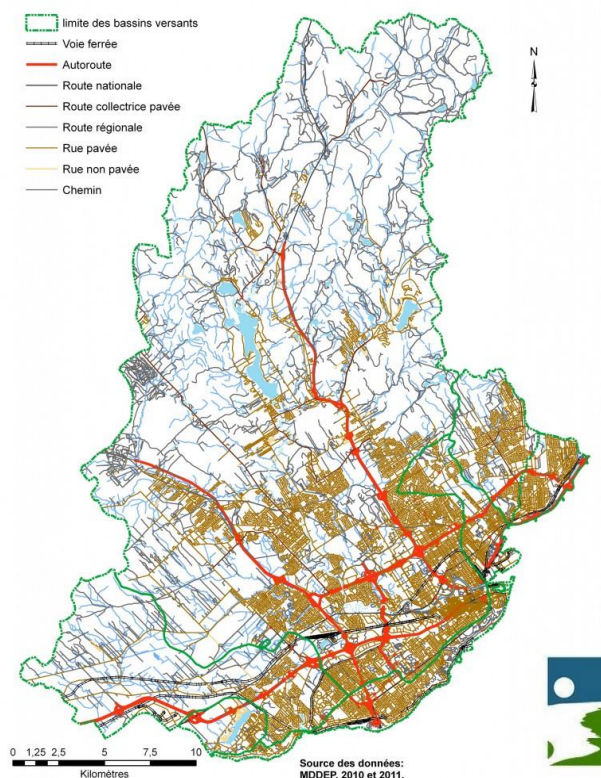 limite des bassins versants
Voie ferrée
Autoroute
Route nationale
Route collectrice pavée
Route régionale
Rue pavée
Rue non pavée
Chemin
N
0 1,25 2,5 5 7,5 10
Kilomètres
Source des données:
MDDEP, 2010 et 2011.